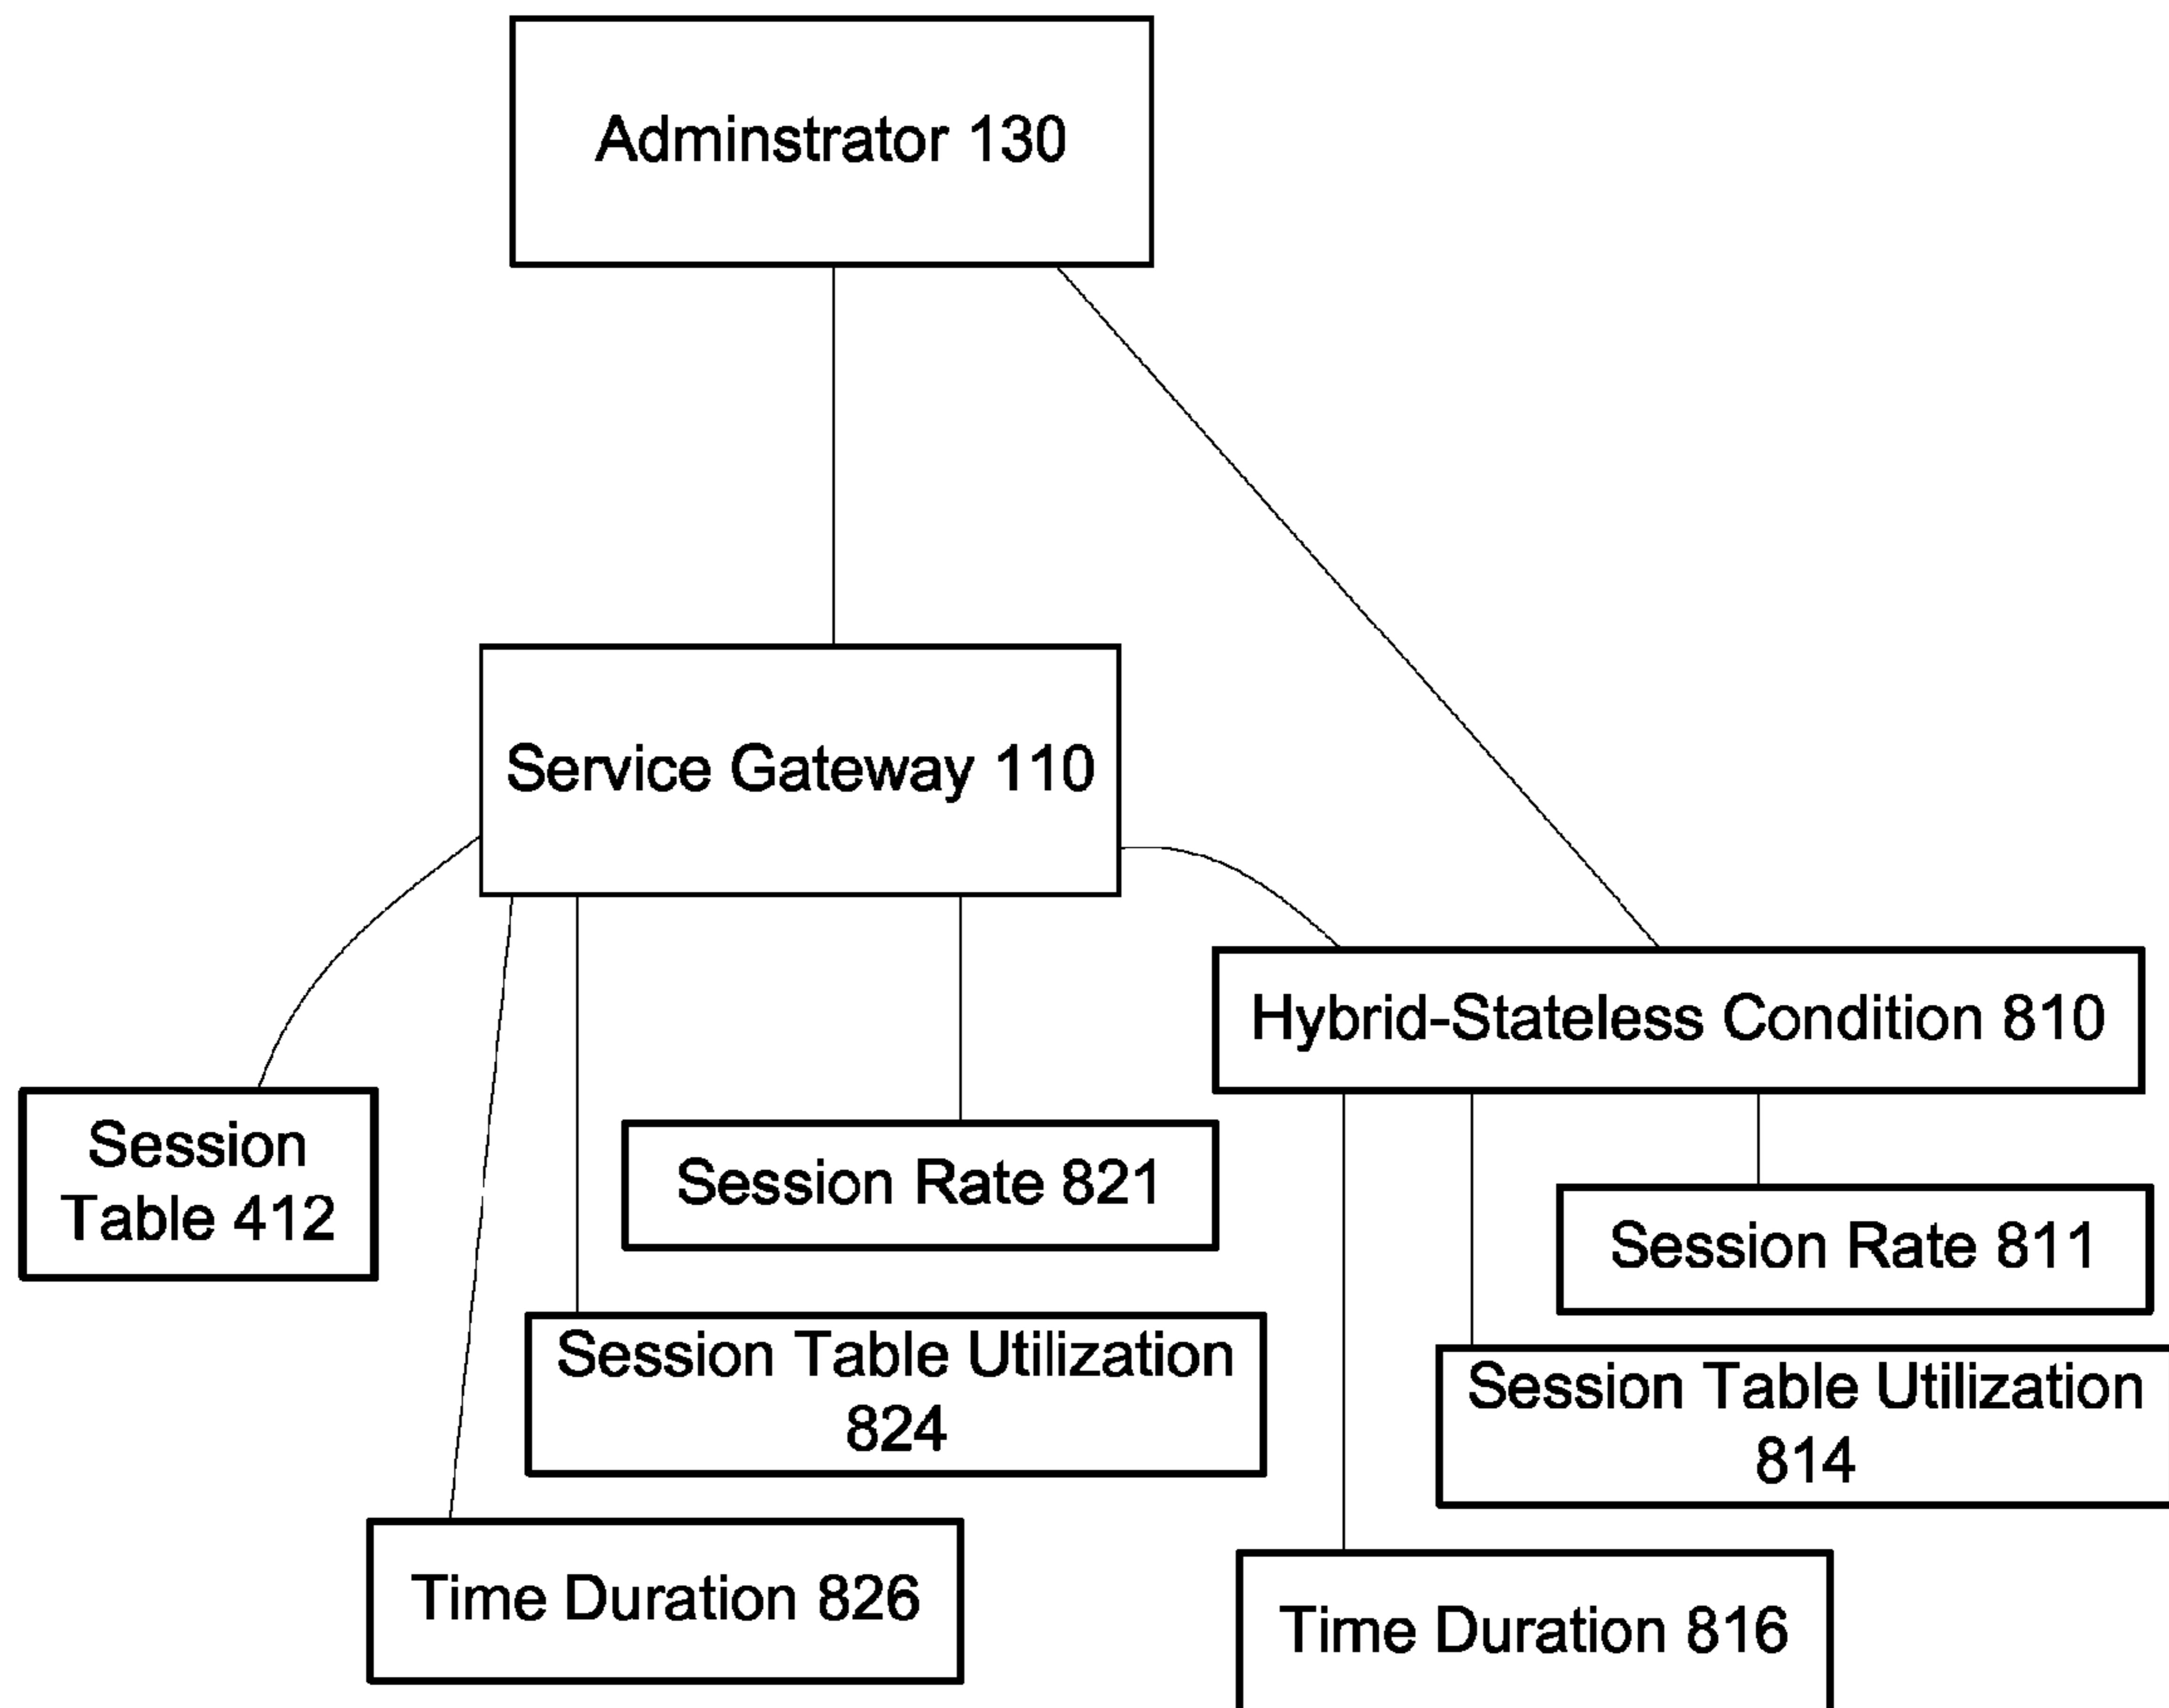 Adminstrator 130
Service Gateway 110
Hybrid-Stateless Condition 810
Session
Table 412
Session Rate 821
Session Rate 811
Session Table Utilization
824
Session Table Utilization
814
Time Duration 826
Time Duration 816